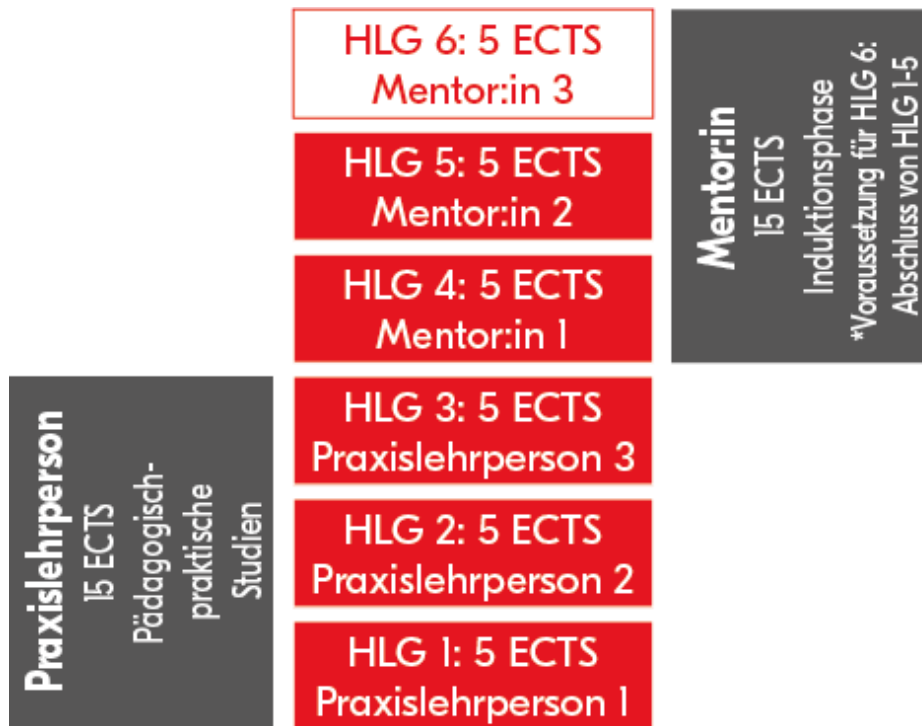 HLG 6: 5 ECTS
Mentor:in 3
HLG 5: 5 ECTS
Mentor:in 2
HLG 4: 5 ECTS
Mentor:in 1
HLG 3: 5 ECTS
Praxislehrperson 3
HLG 2: 5 ECTS
Praxislehrperson 2
HLG 1: 5 ECTS
Praxislehrperson 1
Mentor:in
15 ECTS
Induktionsphase
*Voraussetzung für HLG 6:
Abschluss von HLG 1-5
Praxislehrperson
15 ECTS
Pädagogisch-
praktische
Studien